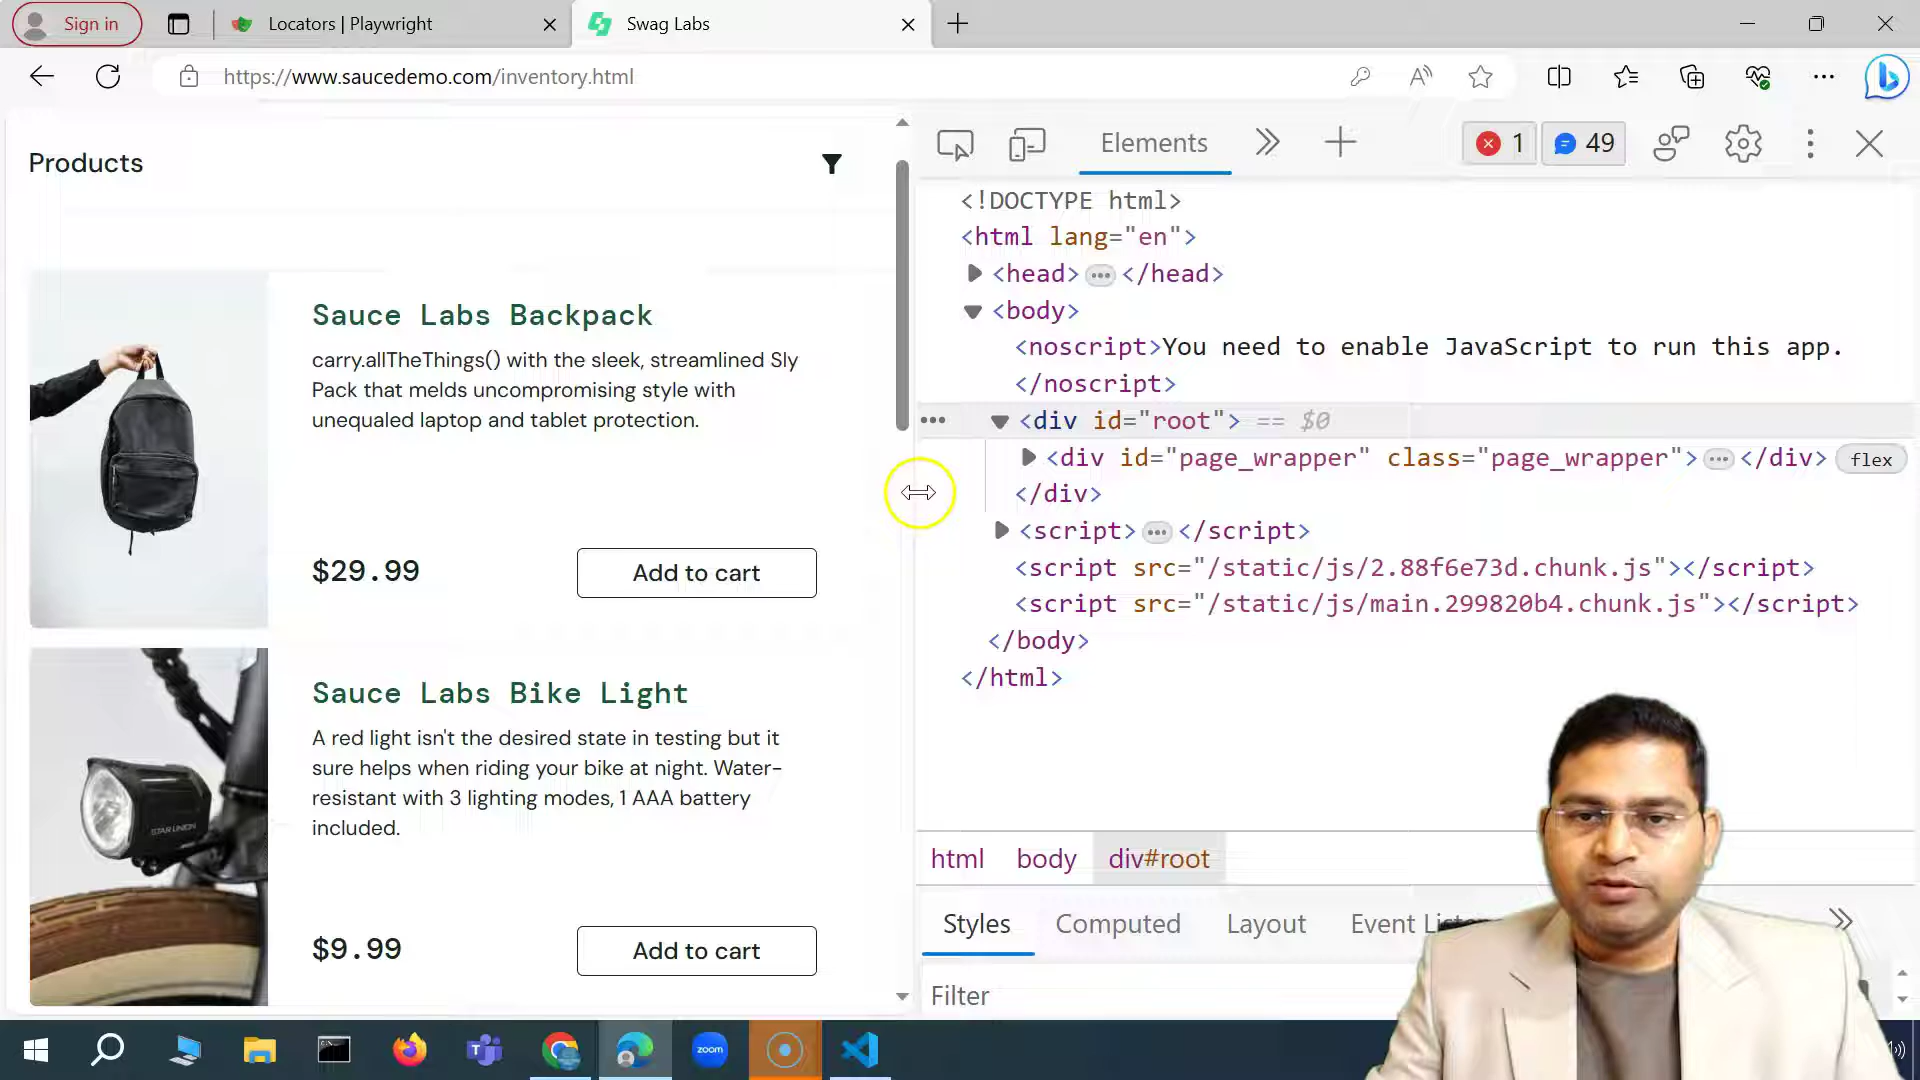 Sign in
Locators | Playwright
Swag Labs
https://www.saucedemo.com/inventory.html
Products
Sauce Labs Backpack
carry.allTheThings() with the sleek, streamlined Sly
Pack that melds uncompromising style with
unequaled laptop and tablet protection.
$29.99
Add to cart
Sauce Labs Bike Light
A red light isn't the desired state in testing but it
sure helps when riding your bike at night. Water-
resistant with 3 lighting modes, 1 AAA battery
included.
STAR UNION
$9.99
Add to cart
Elements
1
49
<!DOCTYPE html>
<html lang="en">
<head> ••• </head>
<body>
<noscript>You need to enable JavaScript to run this app.
</noscript>
<div id="root"> == $0
<div id="page_wrapper" class="page_wrapper"> ••• </div> flex
</div>
<script> ••• </script>
<script src="/static/js/2.88f6e73d.chunk.js"></script>
<script src="/static/js/main.299820b4.chunk.js"></script>
</body>
</html>
html body div#root
Styles Computed Layout Event
Filter
zoom